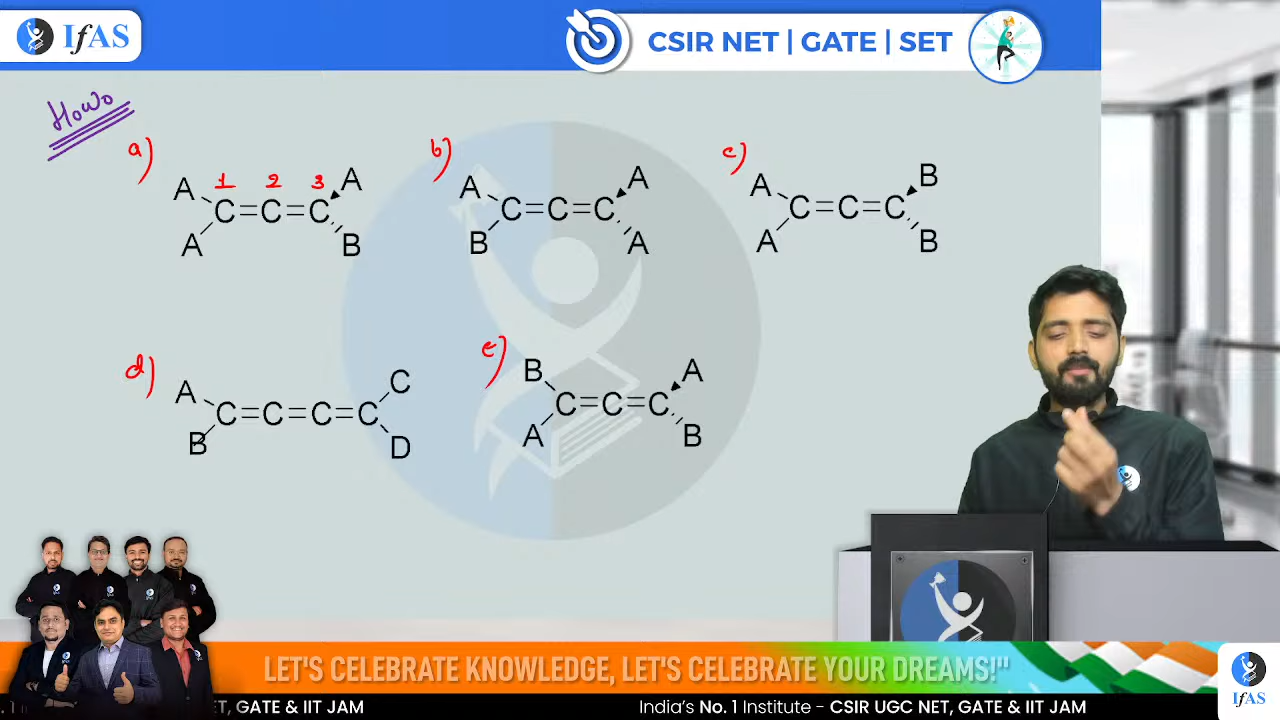 IfAS
CSIR NET | GATE | SET
HOWO
a)
A
1 2 3
A
C=C=C
A
B
b)
A
A
C=C=C
B
A
c)
A
B
C=C=C
A
B
d)
A
C
C=C=C=C
B
D
e)
B
A
C=C=C
A
B
LET'S CELEBRATE KNOWLEDGE, LET'S CELEBRATE YOUR DREAMS!"
T, GATE & IIT JAM
India's No. 1 Institute - CSIR UGC NET, GATE & IIT JAM
IfAS